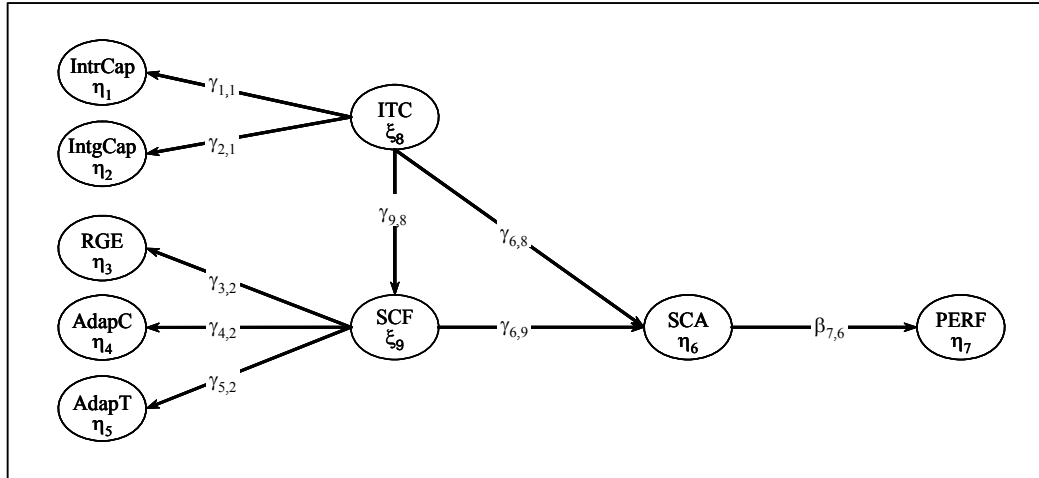 IntrCap
η1
γ1,1
ITC
ξ8
IntgCap
η2
γ2,1
γ9,8
γ6,8
RGE
η3
γ3,2
AdapC
η4
γ4,2
SCF
ξ9
γ6,9
SCA
η6
β7,6
PERF
η7
AdapT
η5
γ5,2